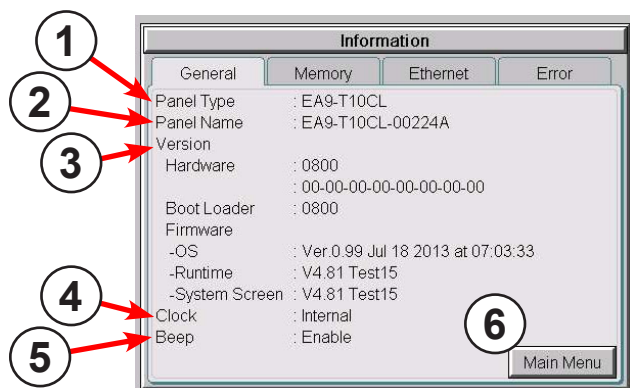 Information
General Memory Ethernet Error
1
Panel Type : EA9-T10CL
2
Panel Name : EA9-T10CL-00224A
3
Version
Hardware : 0800
: 00-00-00-00-00-00-00-00
Boot Loader : 0800
Firmware
-OS : Ver.0.99 Jul 18 2013 at 07:03:33
-Runtime : V4.81 Test15
-System Screen : V4.81 Test15
4
Clock : Internal
5
Beep : Enable
6
Main Menu